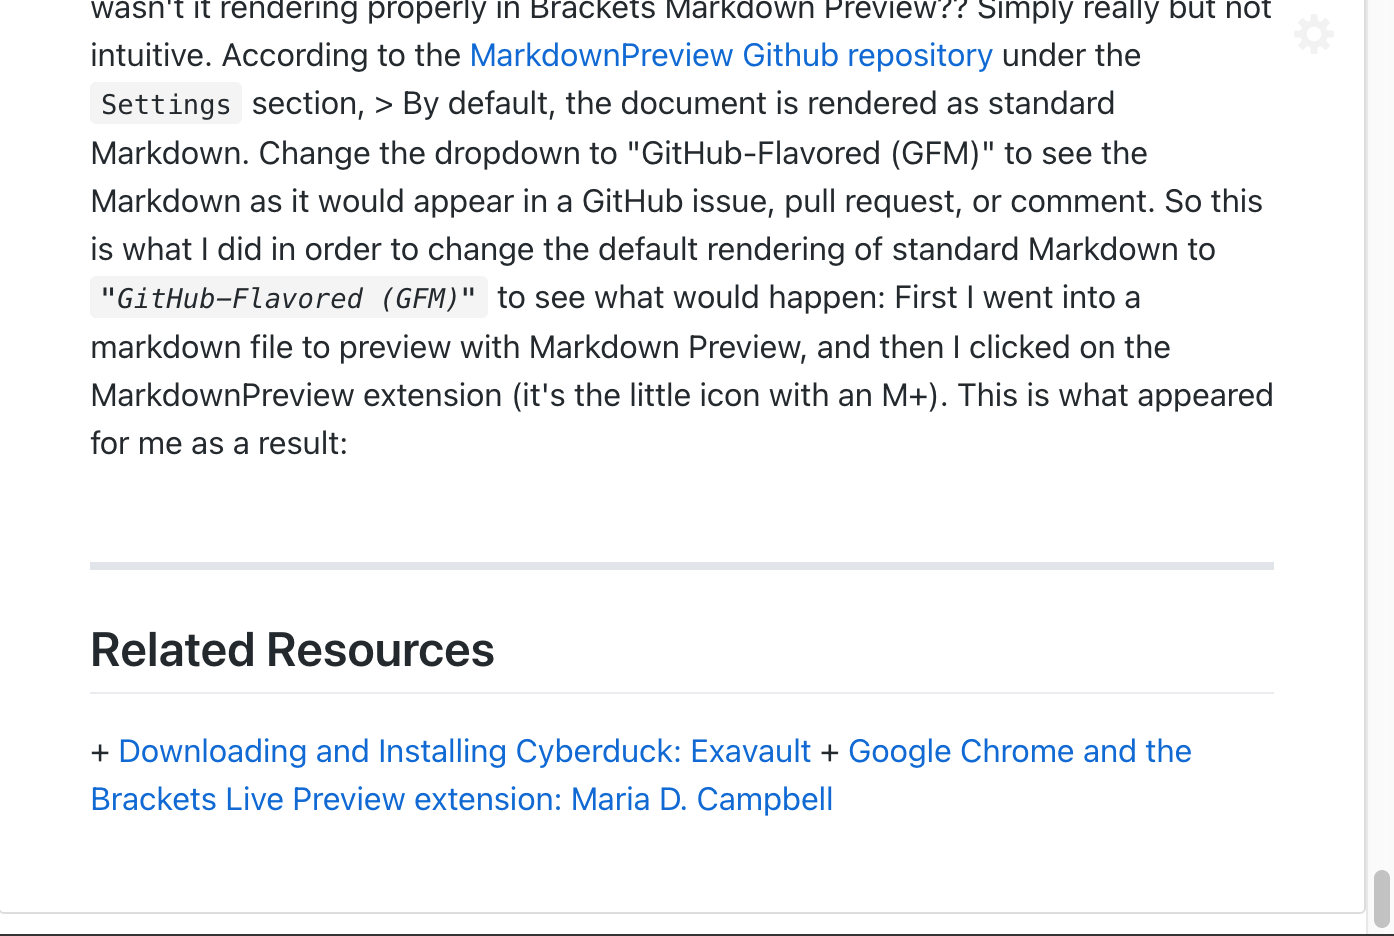 wasn't it rendering properly in Brackets Markdown Preview?? Simply really but not
intuitive. According to the MarkdownPreview Github repository under the
Settings section, > By default, the document is rendered as standard
Markdown. Change the dropdown to "GitHub-Flavored (GFM)" to see the
Markdown as it would appear in a GitHub issue, pull request, or comment. So this
is what I did in order to change the default rendering of standard Markdown to
"GitHub-Flavored (GFM)" to see what would happen: First I went into a
markdown file to preview with Markdown Preview, and then I clicked on the
MarkdownPreview extension (it's the little icon with an M+). This is what appeared
for me as a result:
Related Resources
+ Downloading and Installing Cyberduck: Exavault + Google Chrome and the
Brackets Live Preview extension: Maria D. Campbell